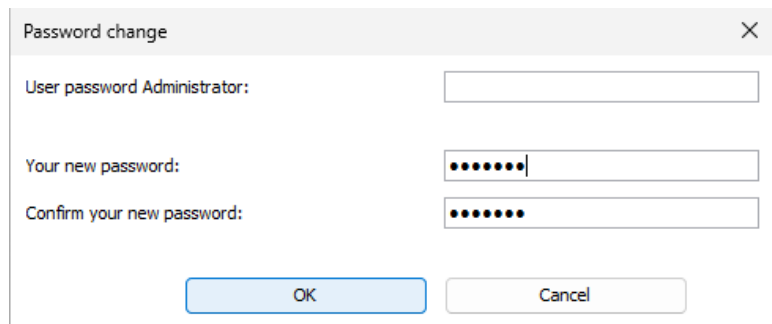 Password change
User password Administrator:
Your new password: •••••••
Confirm your new password: •••••••
OK Cancel